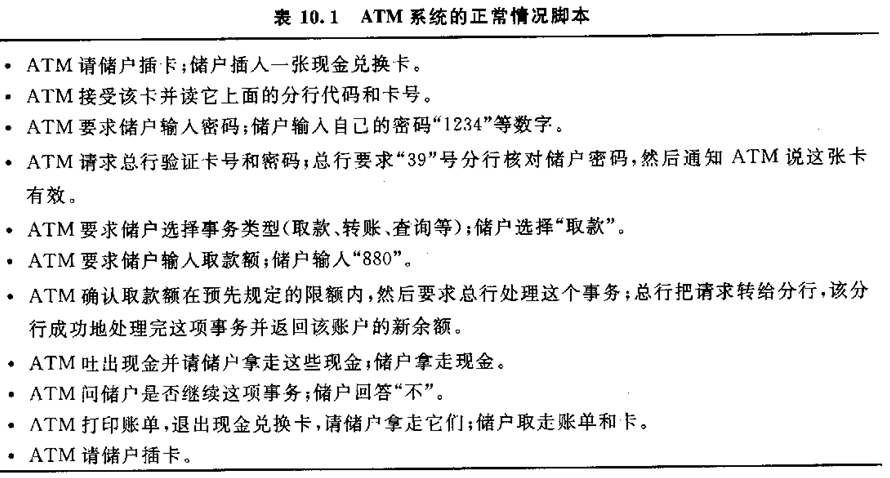 表 10.1 ATM 系统的正常情况脚本
• ATM 请储户插卡;储户插人一张现金兑换卡。
• ATM 接受该卡并读它上面的分行代码和卡号。
• ATM 要求储户输人密码;储户输入自己的密码“1234”等数字。
• ATM 请求总行验证卡号和密码;总行要求“39”号分行核对储户密码,然后通知 ATM 说这张卡
有效。
• ATM 要求储户选择事务类型(取款、转账、查询等);储户选择“取款”。
• ATM 要求储户输入取款额;储户输人“880”。
• ATM 确认取款额在预先规定的限额内,然后要求总行处理这个事务;总行把请求转给分行,该分
行成功地处理完这项事务并返回该账户的新余额。
• ATM 吐出现金并请储户拿走这些现金;储户拿走现金。
• ATM 问储户是否继续这项事务;储户回答“不”。
• ATM 打印账单,退出现金兑换卡,请储户拿走它们;储户取走账单和卡。
• ATM 请储户插卡。